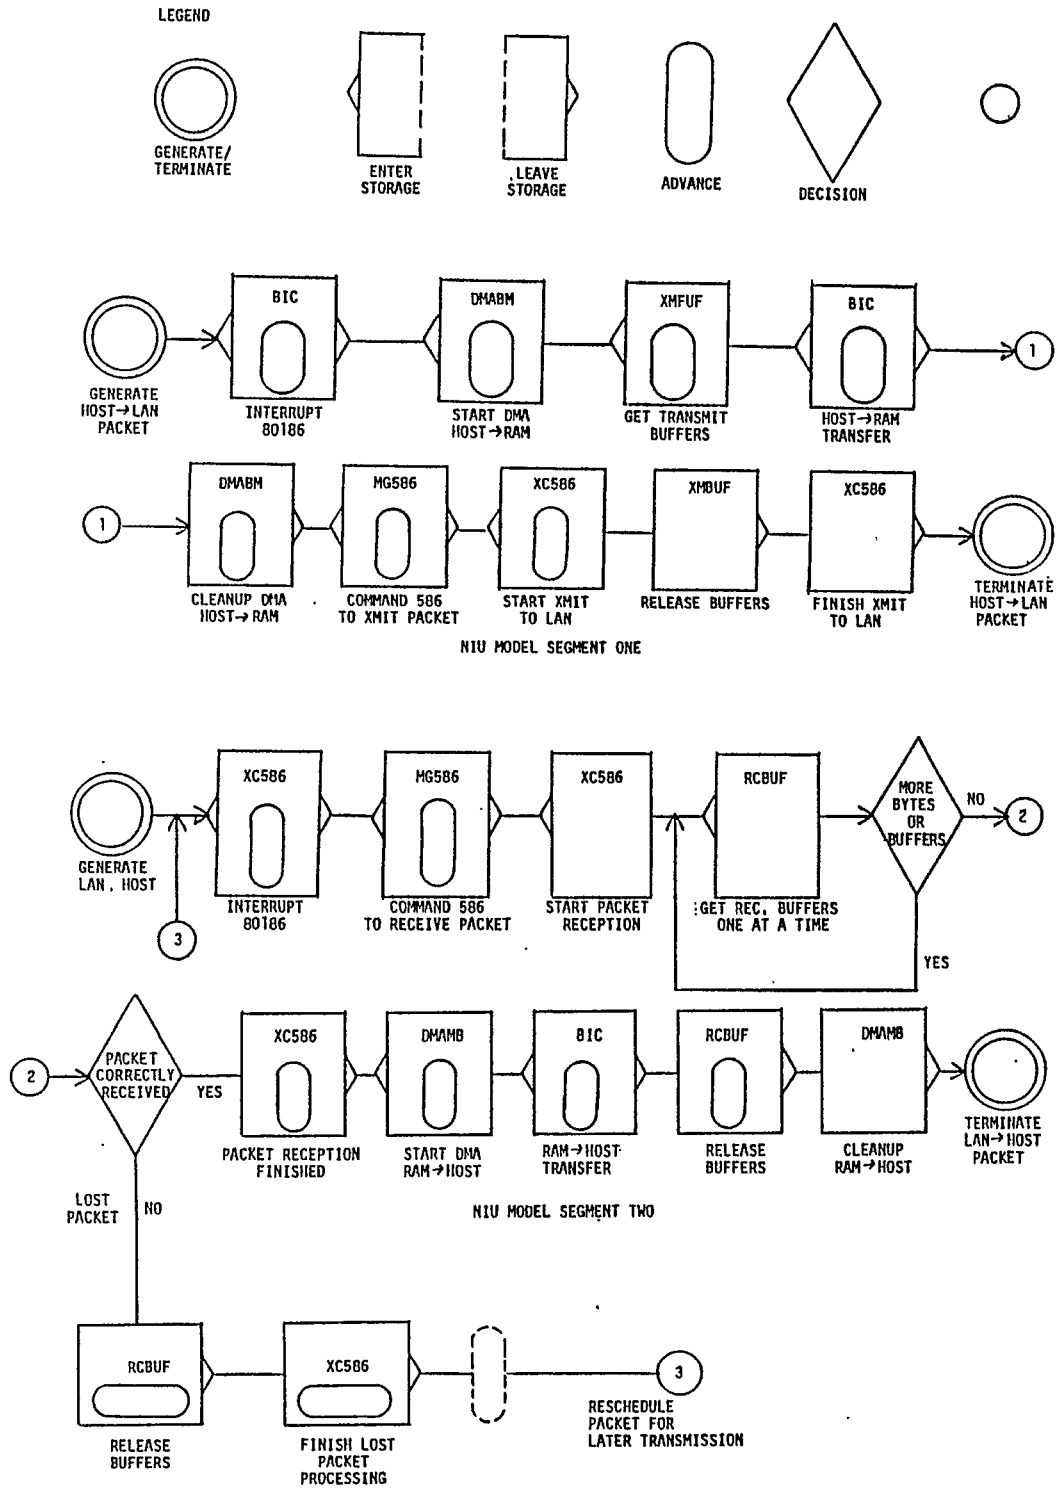 LEGEND
GENERATE/
TERMINATE
ENTER
STORAGE
LEAVE
STORAGE
ADVANCE
DECISION
BIC
DMABM
XMFUF
BIC
1
GENERATE
HOST→LAN
PACKET
INTERRUPT
80186
START DMA
HOST→RAM
GET TRANSMIT
BUFFERS
HOST→RAM
TRANSFER
1
DMABM
MG586
XC586
XMBUF
XC586
CLEANUP DMA
HOST→RAM
COMMAND 586
TO XMIT PACKET
START XMIT
TO LAN
RELEASE BUFFERS
FINISH XMIT
TO LAN
TERMINATE
HOST→LAN
PACKET
NIU MODEL SEGMENT ONE
XC586
MG586
XC586
RCBUF
MORE
BYTES
OR
BUFFERS
NO
2
GENERATE
LAN, HOST
INTERRUPT
80186
COMMAND 586
TO RECEIVE PACKET
START PACKET
RECEPTION
GET REC. BUFFERS
ONE AT A TIME
3
YES
2
PACKET
CORRECTLY
RECEIVED
YES
XC586
DMAMB
BIC
RCBUF
DMAMB
PACKET RECEPTION
FINISHED
START DMA
RAM→HOST
RAM→HOST
TRANSFER
RELEASE
BUFFERS
CLEANUP
RAM→HOST
TERMINATE
LAN→HOST
PACKET
LOST
PACKET
NO
NIU MODEL SEGMENT TWO
RCBUF
XC586
3
RELEASE
BUFFERS
FINISH LOST
PACKET
PROCESSING
RESCHEDULE
PACKET FOR
LATER TRANSMISSION